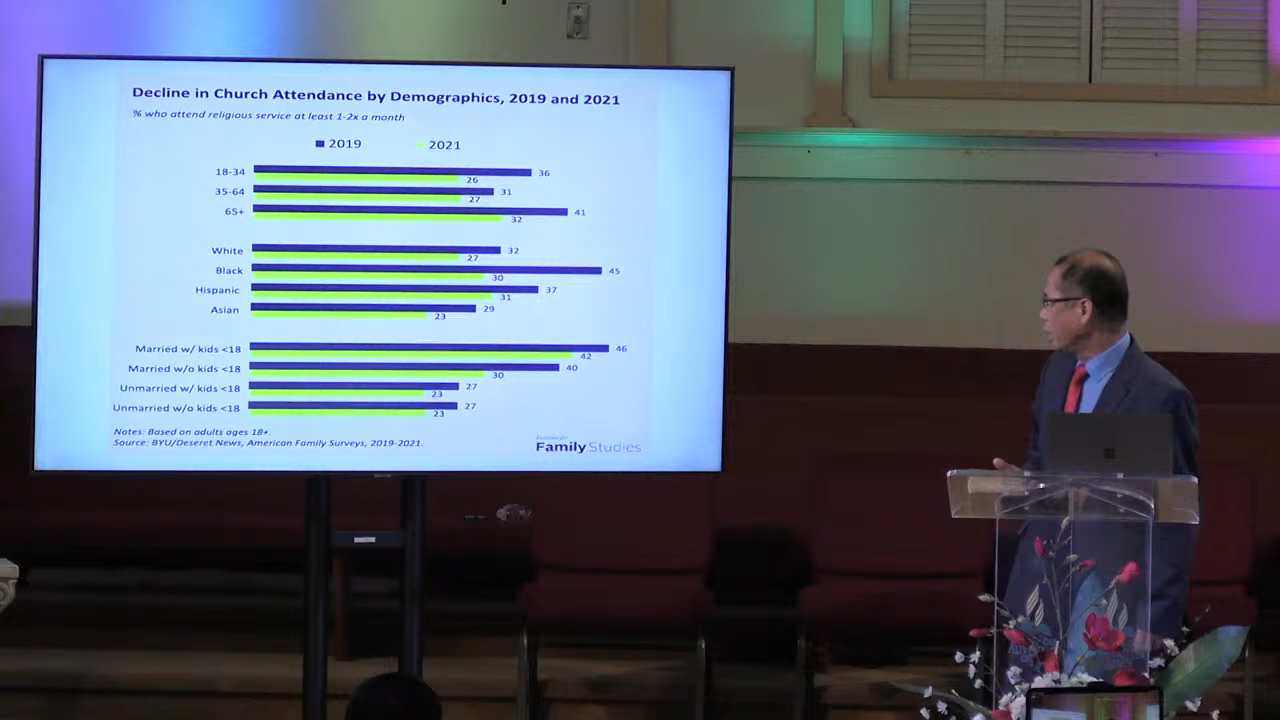 Decline in Church Attendance by Demographics, 2019 and 2021
% who attend religious service at least 1-2x a month
2019 2021
18-34 36
26
35-64 31
27
65+ 41
32
White 32
27
Black 45
30
Hispanic 37
31
Asian 29
23
Married w/ kids <18 46
42
Married w/o kids <18 40
30
Unmarried w/ kids <18 27
23
Unmarried w/o kids <18 27
23
Notes: Based on adults ages 18+.
Source: BYU/Deseret News, American Family Surveys, 2019-2021.
Family Studies